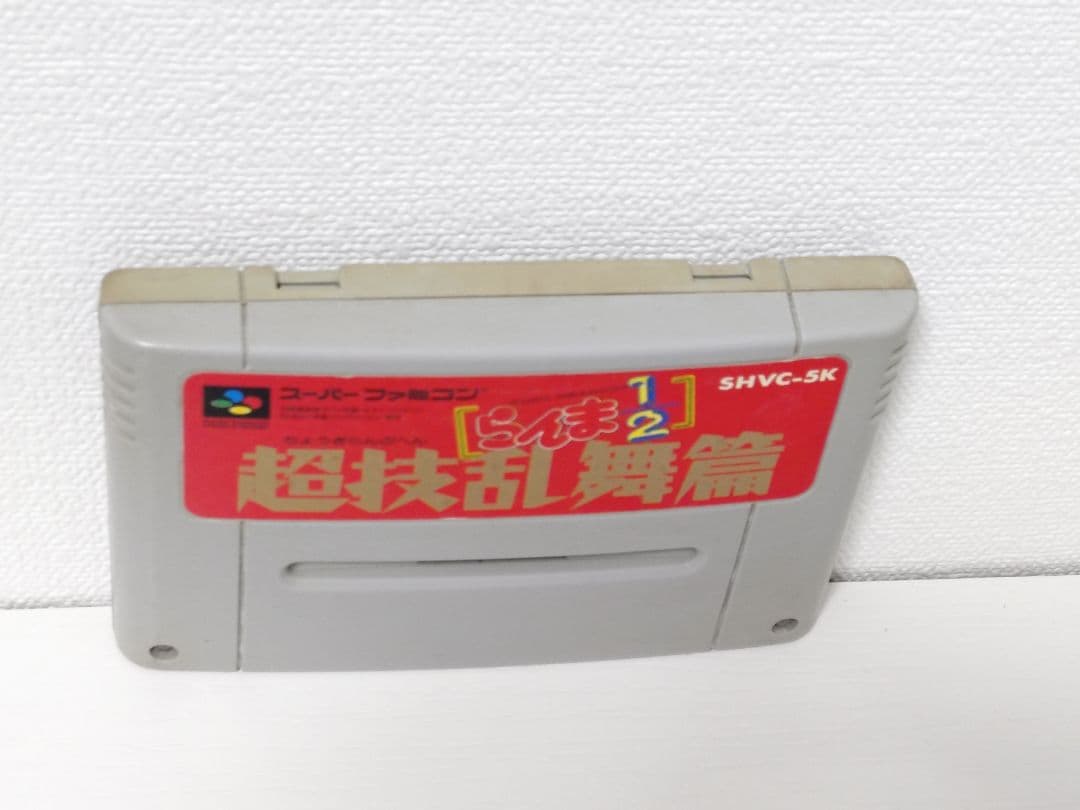 スーパーファミコン
SHVC-5K
らんま1/2
ちょうぎらんぶへん
超技乱舞篇